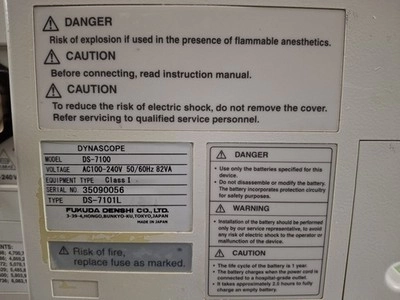 DANGER
Risk of explosion if used in the presence of flammable anesthetics.
CAUTION
Before connecting, read instruction manual.
CAUTION
To reduce the risk of electric shock, do not remove the cover.
Refer servicing to qualified service personnel.
DYNASCOPE
MODEL DS-7100
VOLTAGE AC100-240V 50/60Hz 82VA
EQUIPMENT TYPE Class I
SERIAL NO. 35090056
TYPE DS-7101L
FUKUDA DENSHI CO., LTD.
3-39-4, HONGO, BUNKYO-KU, TOKYO, JAPAN
MADE IN JAPAN
Risk of fire,
replace fuse as marked.
DANGER
• Use only the batteries specified for this
device.
• Do not disassemble or modify the battery.
The battery incorporates protection circuitry
for safety purposes.
WARNING
• Installation of the battery should be performed
only by our service representative, to avoid
any risk of electric shock to the operator or
malfunction of the device.
CAUTION
• The life cycle of the battery is 1 year.
• The battery charges when the power cord is
connected to a hospital-grade outlet.
• It takes approximately 2.5 hours to fully
charge an empty battery.